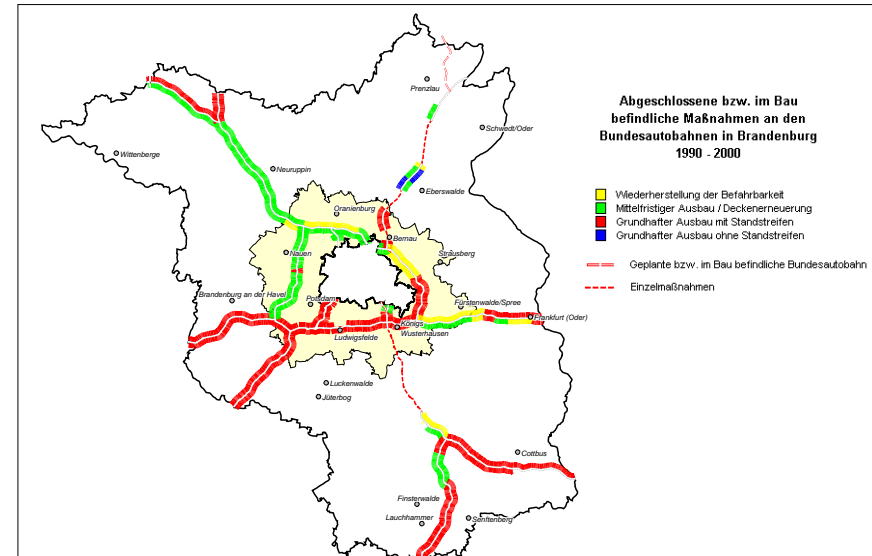 Abgeschlossene bzw. im Bau
befindliche Maßnahmen an den
Bundesautobahnen in Brandenburg
1990 - 2000
Wiederherstellung der Befahrbarkeit
Mittelfristiger Ausbau / Deckenerneuerung
Grundhafter Ausbau mit Standstreifen
Grundhafter Ausbau ohne Standstreifen
Geplante bzw. im Bau befindliche Bundesautobahn
Einzelmaßnahmen
Prenzlau
Schwedt/Oder
Wittenberge
Neuruppin
Eberswalde
Oranienburg
Bernau
Nauen
Strausberg
Brandenburg an der Havel
Potsdam
Fürstenwalde/Spree
Frankfurt (Oder)
Königs
Wusterhausen
Ludwigsfelde
Luckenwalde
Jüterbog
Cottbus
Finsterwalde
Lauchhammer
Senftenberg